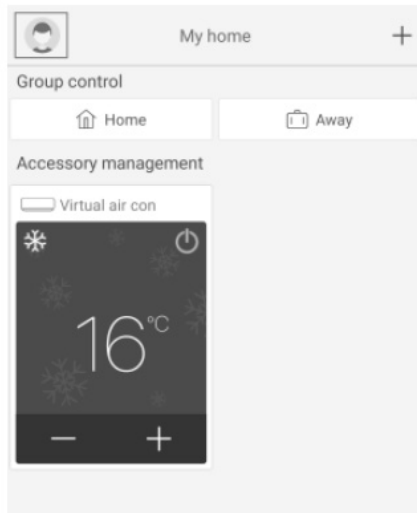 My home
Group control
Home
Away
Accessory management
Virtual air con
16°C